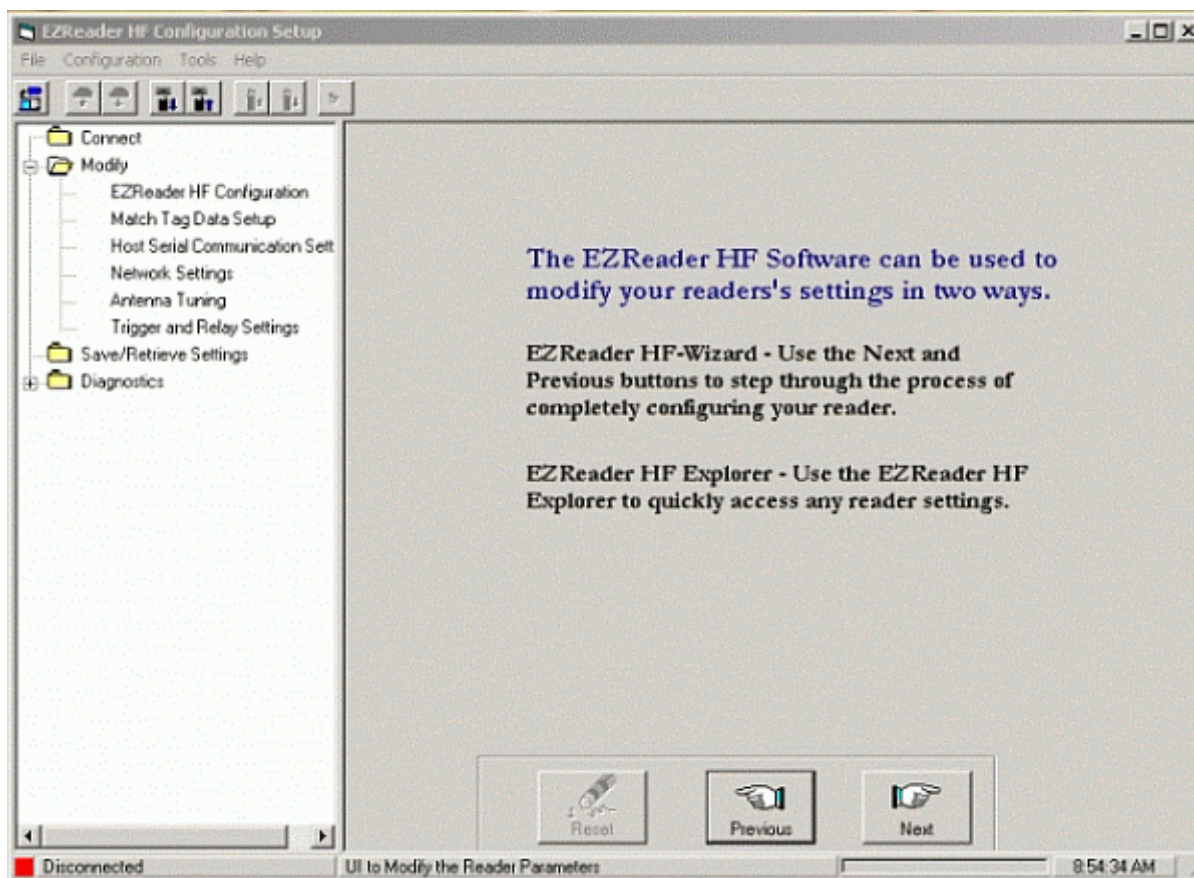 EZReader HF Configuration Setup
File Configuration Tools Help
Connect
Modify
EZReader HF Configuration
Match Tag Data Setup
Host Serial Communication Sett
Network Settings
Antenna Tuning
Trigger and Relay Settings
Save/Retrieve Settings
Diagnostics
The EZReader HF Software can be used to
modify your readers's settings in two ways.
EZReader HF-Wizard - Use the Next and
Previous buttons to step through the process of
completely configuring your reader.
EZReader HF Explorer - Use the EZReader HF
Explorer to quickly access any reader settings.
Reset
Previous
Next
Disconnected
UI to Modify the Reader Parameters
8:54:34 AM